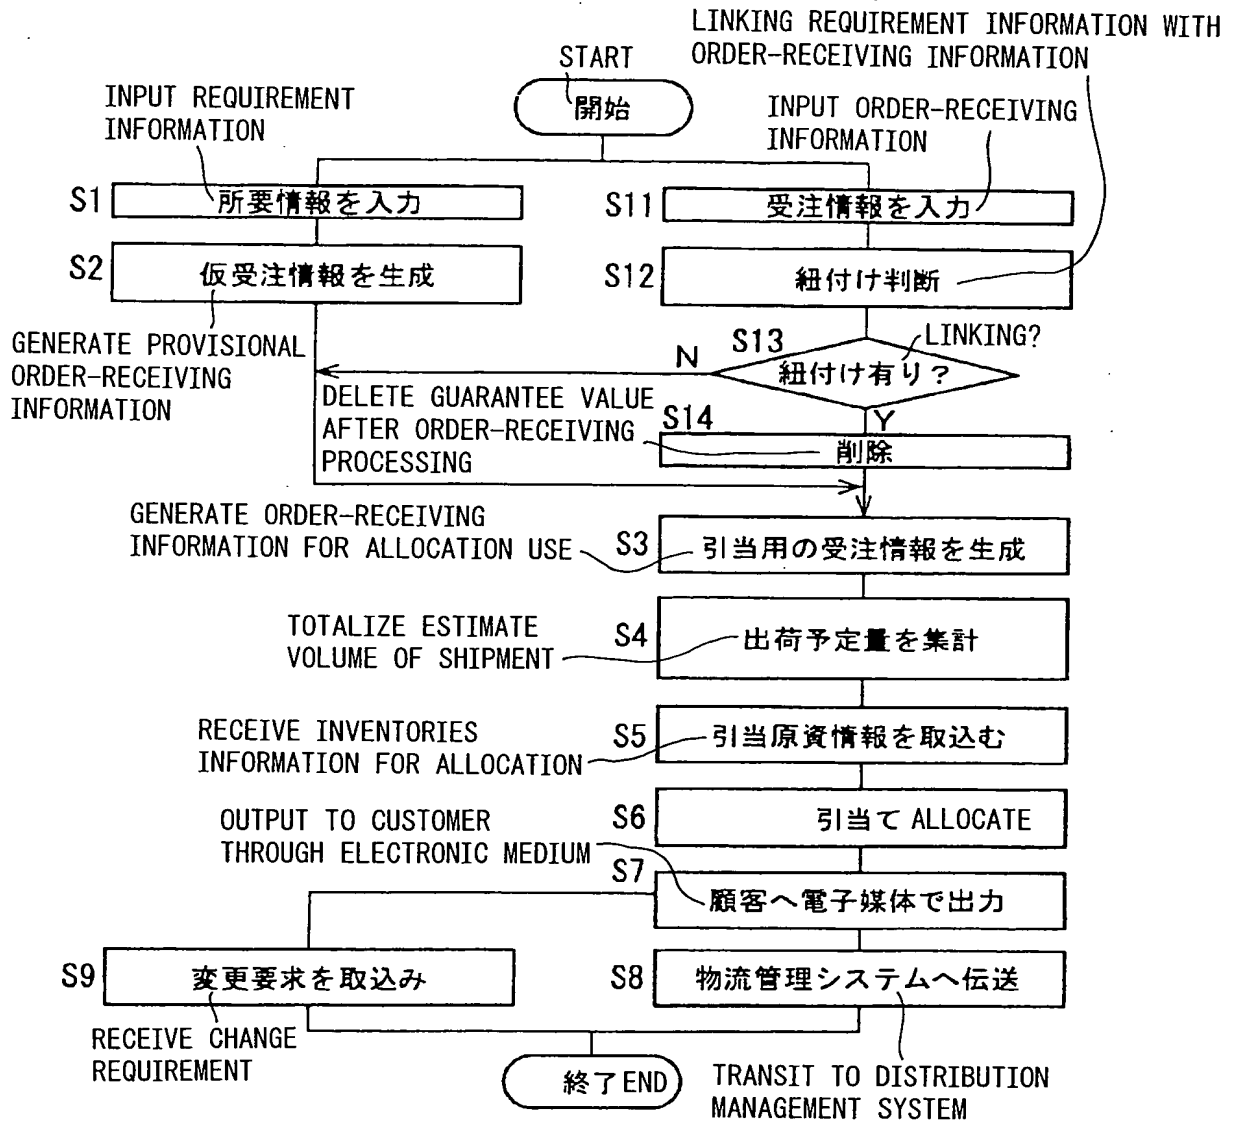 LINKING REQUIREMENT INFORMATION WITH
ORDER-RECEIVING INFORMATION
START
開始
INPUT REQUIREMENT
INFORMATION
INPUT ORDER-RECEIVING
INFORMATION
S1 所要情報を入力
S11 受注情報を入力
S2 仮受注情報を生成
S12 紐付け判断
GENERATE PROVISIONAL
ORDER-RECEIVING
INFORMATION
S13 LINKING?
N 紐付け有り?
Y
DELETE GUARANTEE VALUE
AFTER ORDER-RECEIVING
PROCESSING
S14 削除
GENERATE ORDER-RECEIVING
INFORMATION FOR ALLOCATION USE
S3 引当用の受注情報を生成
TOTALIZE ESTIMATE
VOLUME OF SHIPMENT
S4 出荷予定量を集計
RECEIVE INVENTORIES
INFORMATION FOR ALLOCATION
S5 引当原資情報を取込む
S6 引当て ALLOCATE
OUTPUT TO CUSTOMER
THROUGH ELECTRONIC MEDIUM
S7 顧客へ電子媒体で出力
S9 変更要求を取込み
S8 物流管理システムへ伝送
RECEIVE CHANGE
REQUIREMENT
終了 END
TRANSIT TO DISTRIBUTION
MANAGEMENT SYSTEM